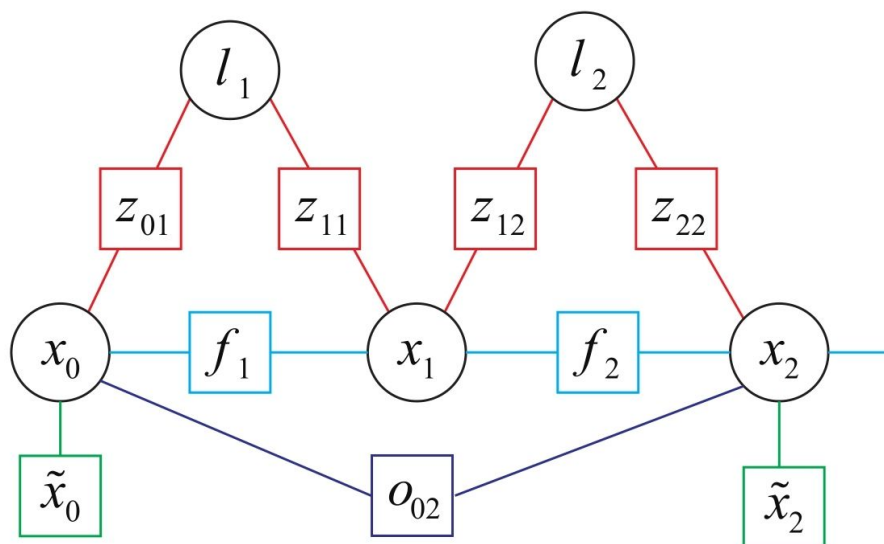 l₁ l₂
z₀₁ z₁₁ z₁₂ z₂₂
x₀ f₁ x₁ f₂ x₂
x̃₀ o₀₂ x̃₂